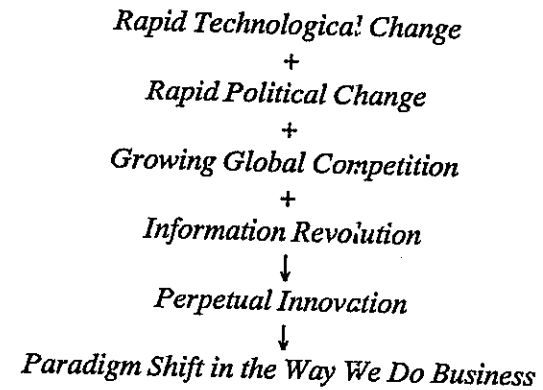 Rapid Technological Change
+
Rapid Political Change
+
Growing Global Competition
+
Information Revolution
↓
Perpetual Innovation
↓
Paradigm Shift in the Way We Do Business